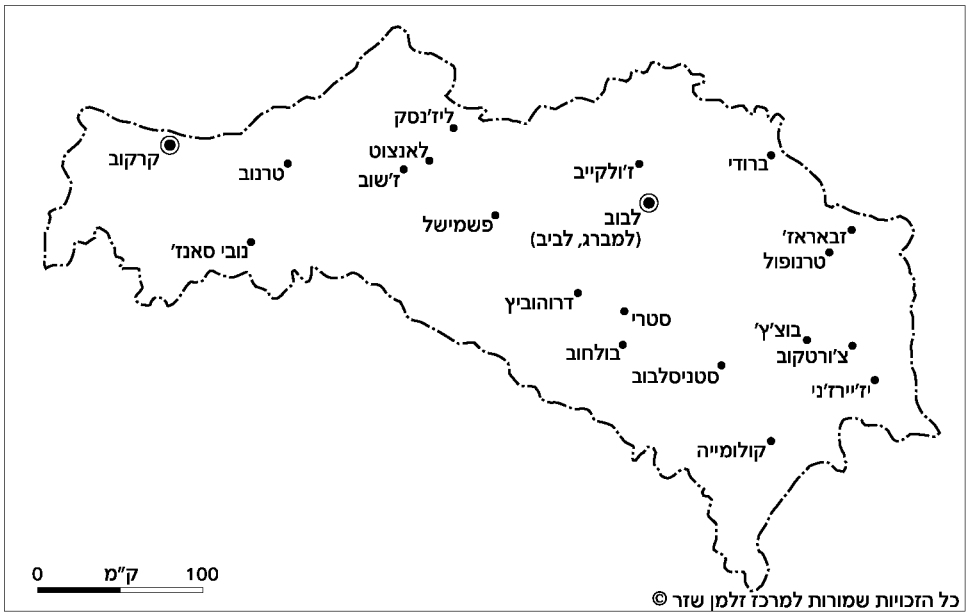 ליז'נסק
קרקוב
לאנצוט
ז'שוב
טרנוב
ז'ולקייב
ברודי
לבוב
(למברג, לביב)
פשמישל
נובי סאנז'
זבאראז'
טרנופול
דרוהוביץ
סטרי
בולחוב
בוצ'ץ'
צ'ורטקוב
סטניסלבוב
יז'יירז'ני
קולומייה
0 ק"מ 100
כל הזכויות שמורות למרכז זלמן שזר ©